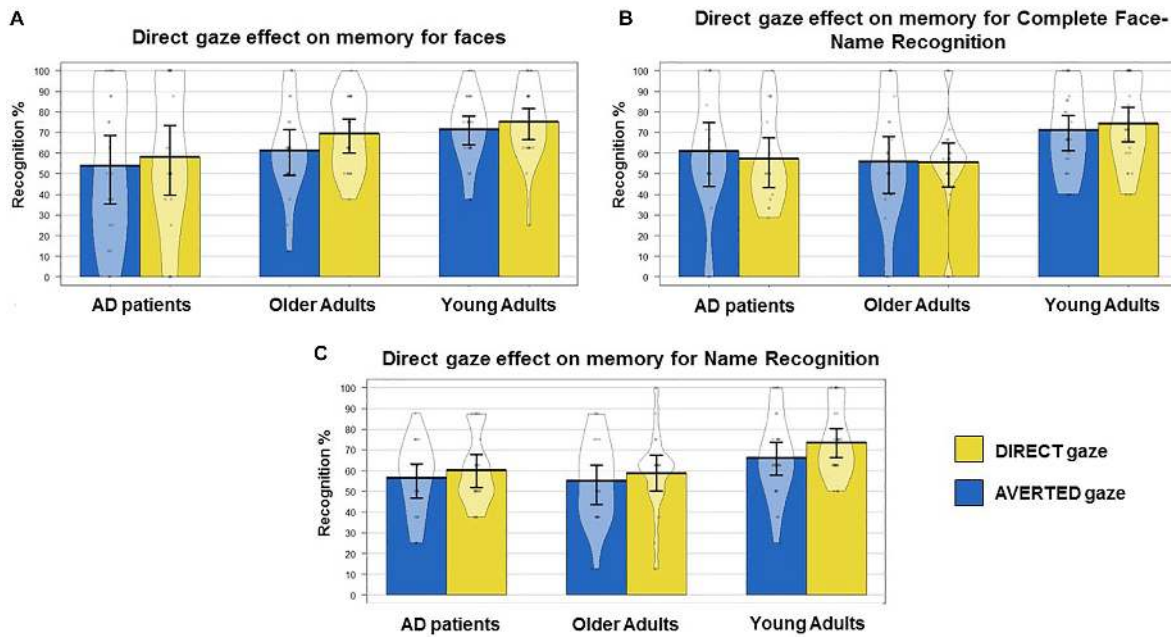 A
Direct gaze effect on memory for faces
Recognition %
100
90
80
70
60
50
40
30
20
10
0
AD patients
Older Adults
Young Adults
B
Direct gaze effect on memory for Complete Face-
Name Recognition
Recognition %
100
90
80
70
60
50
40
30
20
10
0
AD patients
Older Adults
Young Adults
C
Direct gaze effect on memory for Name Recognition
Recognition %
100
90
80
70
60
50
40
30
20
10
0
AD patients
Older Adults
Young Adults
DIRECT gaze
AVERTED gaze